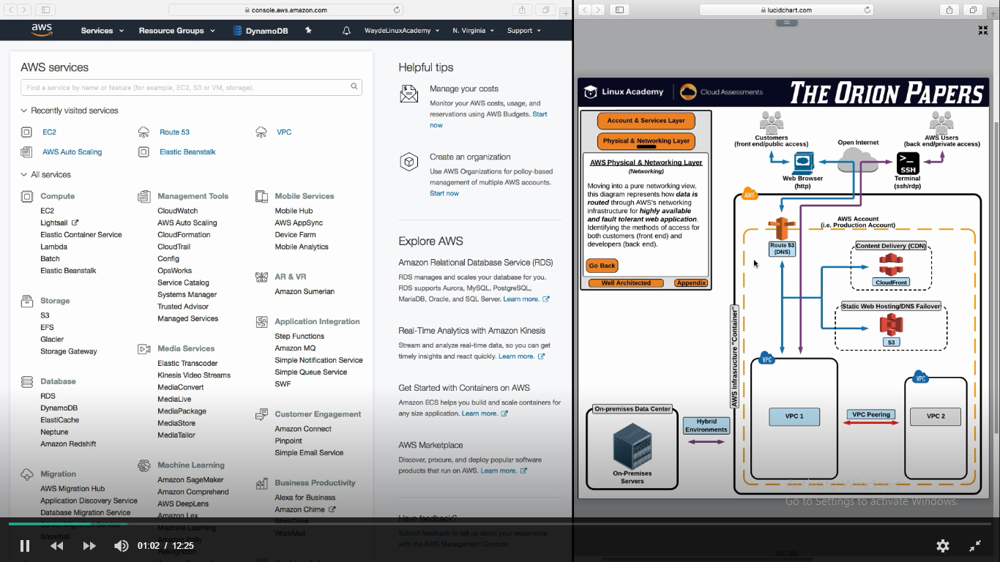 console.aws.amazon.com
aws
Services
Resource Groups
DynamoDB
WaydeLinuxAcademy
N. Virginia
Support
AWS services
Find a service by name or feature (for example, EC2, S3 or VM, storage).
Recently visited services
EC2
Route 53
VPC
AWS Auto Scaling
Elastic Beanstalk
All services
Compute
EC2
Lightsail
Elastic Container Service
Lambda
Batch
Elastic Beanstalk
Storage
S3
EFS
Glacier
Storage Gateway
Database
RDS
DynamoDB
ElastiCache
Neptune
Amazon Redshift
Migration
AWS Migration Hub
Application Discovery Service
Database Migration Service
Server Migration Service
Snowball
Management Tools
CloudWatch
AWS Auto Scaling
CloudFormation
CloudTrail
Config
OpsWorks
Service Catalog
Systems Manager
Trusted Advisor
Managed Services
Media Services
Elastic Transcoder
Kinesis Video Streams
MediaConvert
MediaLive
MediaPackage
MediaStore
MediaTailor
Machine Learning
Amazon SageMaker
Amazon Comprehend
AWS DeepLens
Amazon Lex
Machine Learning
Amazon Polly
Rekognition
Mobile Services
Mobile Hub
AWS AppSync
Device Farm
Mobile Analytics
AR & VR
Amazon Sumerian
Application Integration
Step Functions
Amazon MQ
Simple Notification Service
Simple Queue Service
SWF
Customer Engagement
Amazon Connect
Pinpoint
Simple Email Service
Business Productivity
Alexa for Business
Amazon Chime
WorkDocs
WorkMail
Helpful tips
Manage your costs
Monitor your AWS costs, usage, and
reservations using AWS Budgets. Start
now
Create an organization
Use AWS Organizations for policy-based
management of multiple AWS accounts.
Start now
Explore AWS
Amazon Relational Database Service (RDS)
RDS manages and scales your database for you.
RDS supports Aurora, MySQL, PostgreSQL,
MariaDB, Oracle, and SQL Server. Learn more.
Real-Time Analytics with Amazon Kinesis
Stream and analyze real-time data, so you can get
timely insights and react quickly. Learn more.
Get Started with Containers on AWS
Amazon ECS helps you build and scale containers for
any size application. Learn more.
AWS Marketplace
Discover, procure, and deploy popular software
products that run on AWS. Learn more.
Have feedback?
Submit feedback to tell us about your experience
with the AWS Management Console.
lucidchart.com
Linux Academy
Cloud Assessments
THE ORION PAPERS
Account & Services Layer
Physical & Networking Layer
AWS Physical & Networking Layer
(Networking)
Moving into a pure networking view,
this diagram represents how data is
routed through AWS's networking
infrastructure for highly available
and fault tolerant web application.
Identifying the methods of access for
both customers (front end) and
developers (back end).
Go Back
Well Architected
Appendix
Customers
(front end/public access)
Open Internet
AWS Users
(back end/private access)
Web Browser
(http)
>_
SSH
Terminal
(ssh/rdp)
AWS
AWS Account
(i.e. Production Account)
Route 53
(DNS)
Content Delivery (CDN)
CloudFront
Static Web Hosting/DNS Failover
S3
AWS Infrasructure "Container"
VPC
VPC 1
VPC Peering
VPC
VPC 2
On-premises Data Center
On-Premises
Servers
Hybrid
Environments
Activate Windows
Go to Settings to activate Windows.
01:02 / 12:25